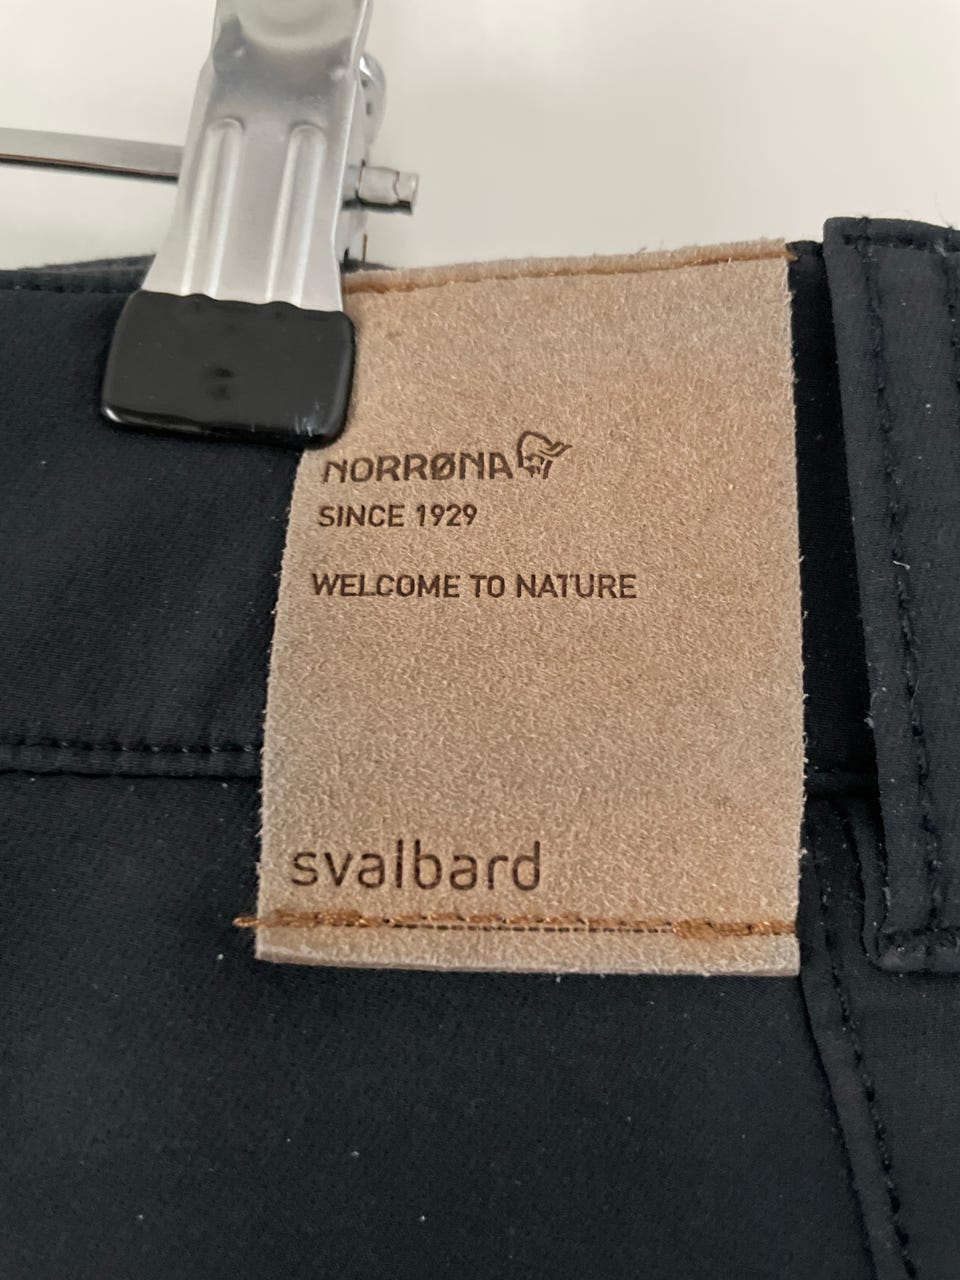 NORRØNA
SINCE 1929
WELCOME TO NATURE
svalbard